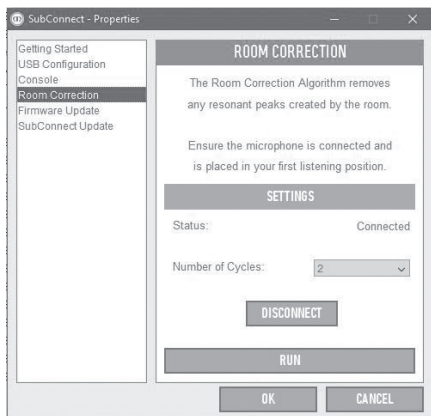 SubConnect - Properties
Getting Started
USB Configuration
Console
Room Correction
Firmware Update
SubConnect Update
ROOM CORRECTION
The Room Correction Algorithm removes
any resonant peaks created by the room.
Ensure the microphone is connected and
is placed in your first listening position.
SETTINGS
Status: Connected
Number of Cycles: 2
DISCONNECT
RUN
OK CANCEL